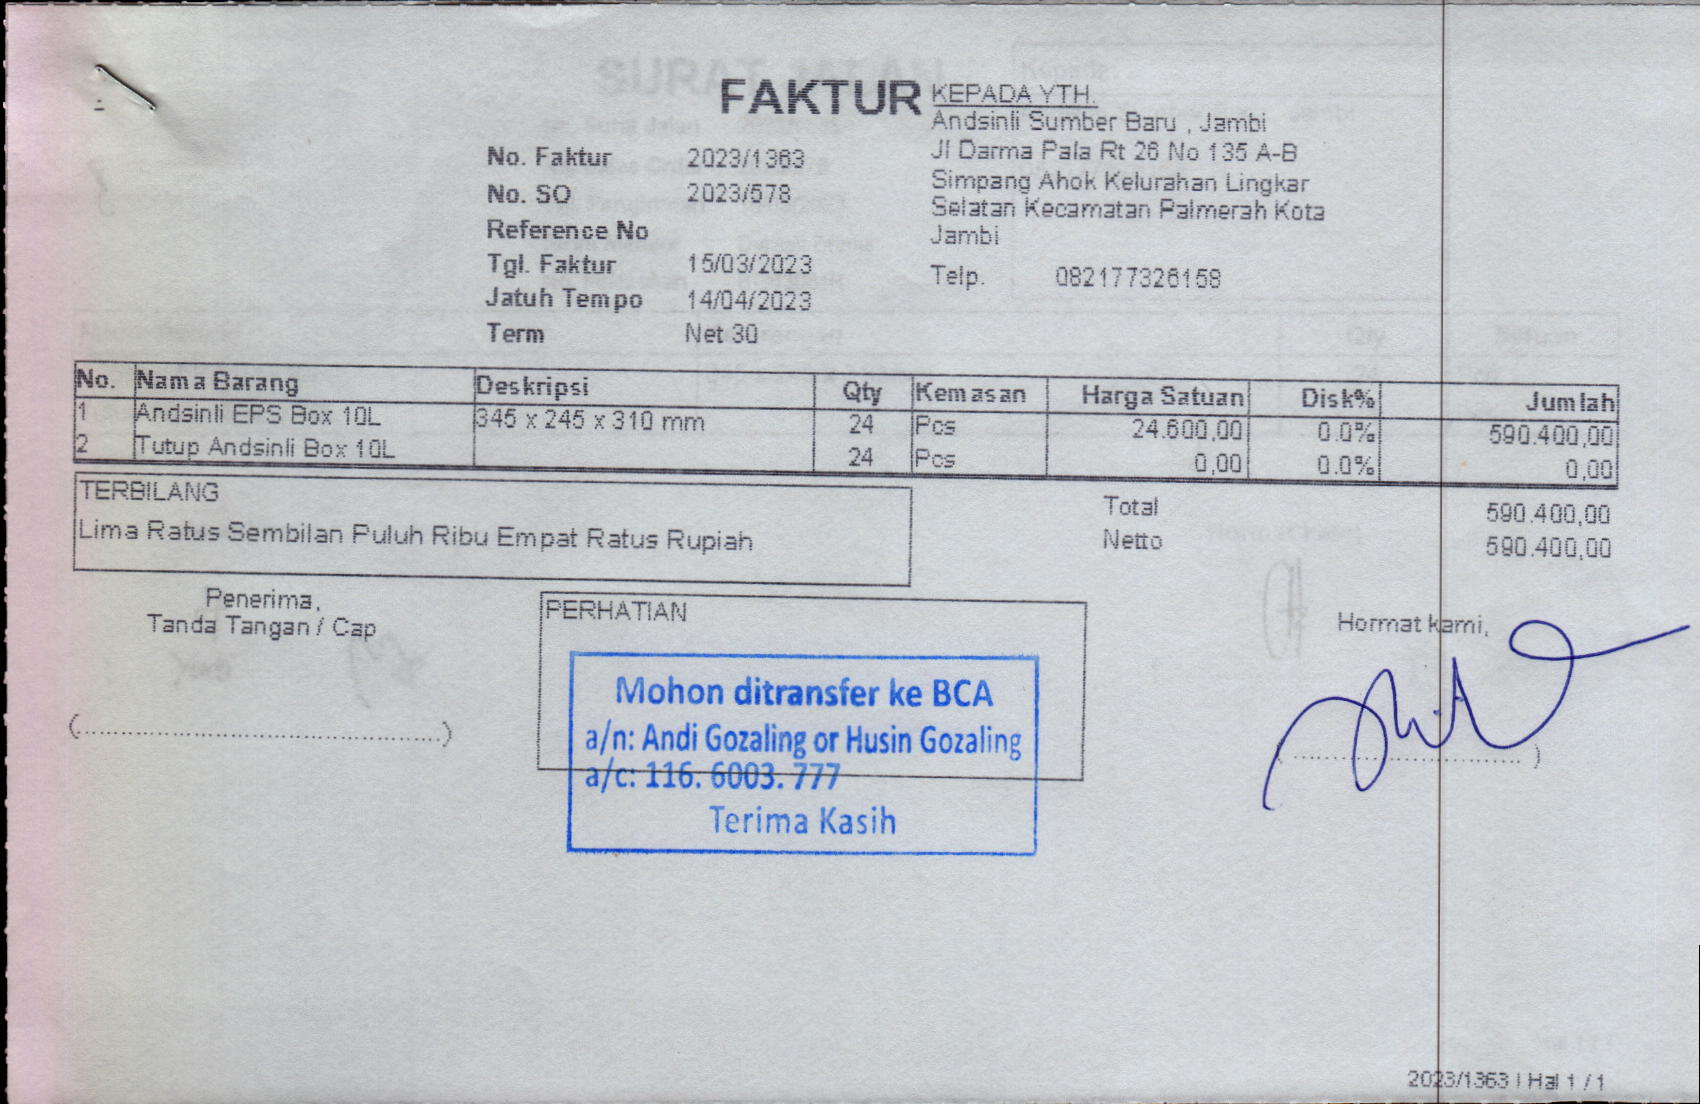 FAKTUR
No. Faktur 2023/1363
No. SO 2023/578
Reference No
Tgl. Faktur 15/03/2023
Jatuh Tempo 14/04/2023
Term Net 30
KEPADA YTH.
Andsinli Sumber Baru , Jambi
Jl Darma Pala Rt 26 No 135 A-B
Simpang Ahok Kelurahan Lingkar
Selatan Kecamatan Palmerah Kota
Jambi
Telp. 082177326158
No. Nama Barang Deskripsi Qty Kemasan Harga Satuan Disk% Jumlah
1 Andsinli EPS Box 10L 345 x 245 x 310 mm 24 Pcs 24.600,00 0.0% 590.400,00
2 Tutup Andsinli Box 10L 24 Pcs 0,00 0.0% 0,00
TERBILANG
Lima Ratus Sembilan Puluh Ribu Empat Ratus Rupiah
Total 590.400,00
Netto 590.400,00
Penerima,
Tanda Tangan / Cap
(........................................)
PERHATIAN
Mohon ditransfer ke BCA
a/n: Andi Gozaling or Husin Gozaling
a/c: 116. 6003. 777
Terima Kasih
Hormat kami,
(........................................)
2023/1363 | Hal 1 / 1